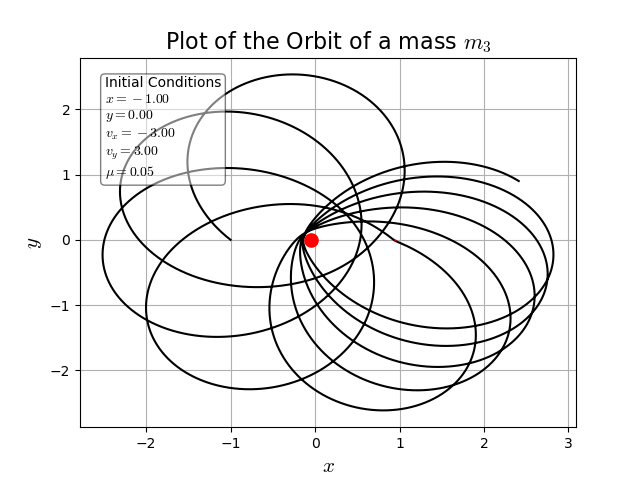 Plot of the Orbit of a mass m₃
Initial Conditions
x = −1.00
y = 0.00
vₓ = −3.00
v_y = 3.00
μ = 0.05
y
2
1
0
−1
−2
−2 −1 0 1 2 3
x